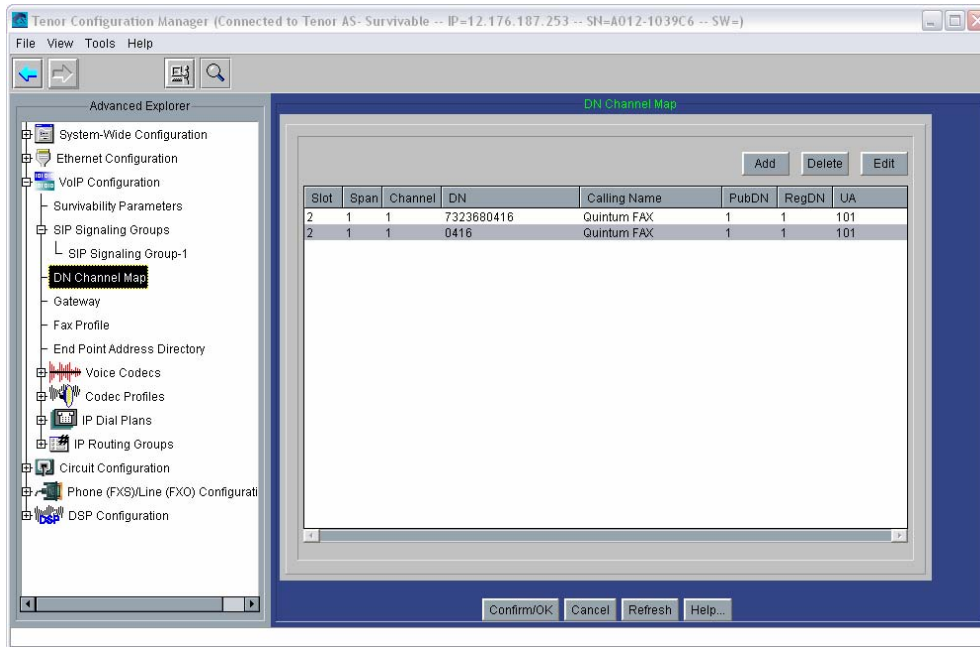 Tenor Configuration Manager (Connected to Tenor AS- Survivable -- IP=12.176.187.253 -- SN=A012-1039C6 -- SW=)
File View Tools Help
Advanced Explorer
System-Wide Configuration
Ethernet Configuration
VoIP Configuration
Survivability Parameters
SIP Signaling Groups
SIP Signaling Group-1
DN Channel Map
Gateway
Fax Profile
End Point Address Directory
Voice Codecs
Codec Profiles
IP Dial Plans
IP Routing Groups
Circuit Configuration
Phone (FXS)/Line (FXO) Configurati
DSP DSP Configuration
DN Channel Map
Add Delete Edit
Slot Span Channel DN Calling Name PubDN RegDN UA
2 1 1 7323680416 Quintum FAX 1 1 101
2 1 1 0416 Quintum FAX 1 1 101
Confirm/OK Cancel Refresh Help...